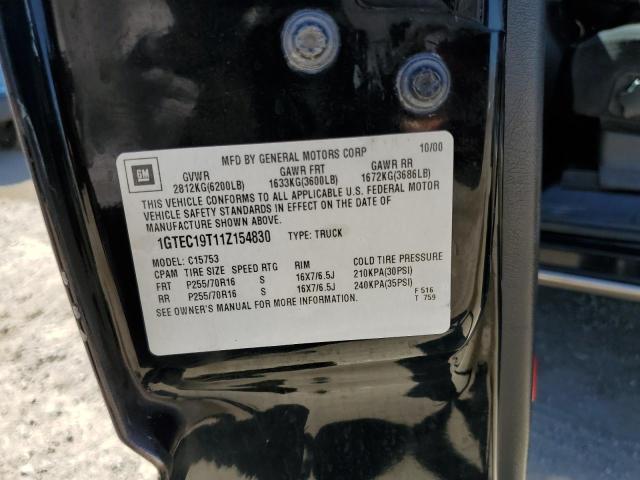 GM
MFD BY GENERAL MOTORS CORP 10/00
GVWR GAWR FRT GAWR RR
2812KG(6200LB) 1633KG(3600LB) 1672KG(3686LB)
THIS VEHICLE CONFORMS TO ALL APPLICABLE U.S. FEDERAL MOTOR
VEHICLE SAFETY STANDARDS IN EFFECT ON THE DATE OF
MANUFACTURE SHOWN ABOVE.
1GTEC19T11Z154830 TYPE: TRUCK
MODEL: C15753
CPAM TIRE SIZE SPEED RTG RIM COLD TIRE PRESSURE
FRT P255/70R16 S 16X7/6.5J 210KPA(30PSI)
RR P255/70R16 S 16X7/6.5J 240KPA(35PSI)
SEE OWNER'S MANUAL FOR MORE INFORMATION.
F 516
T 759